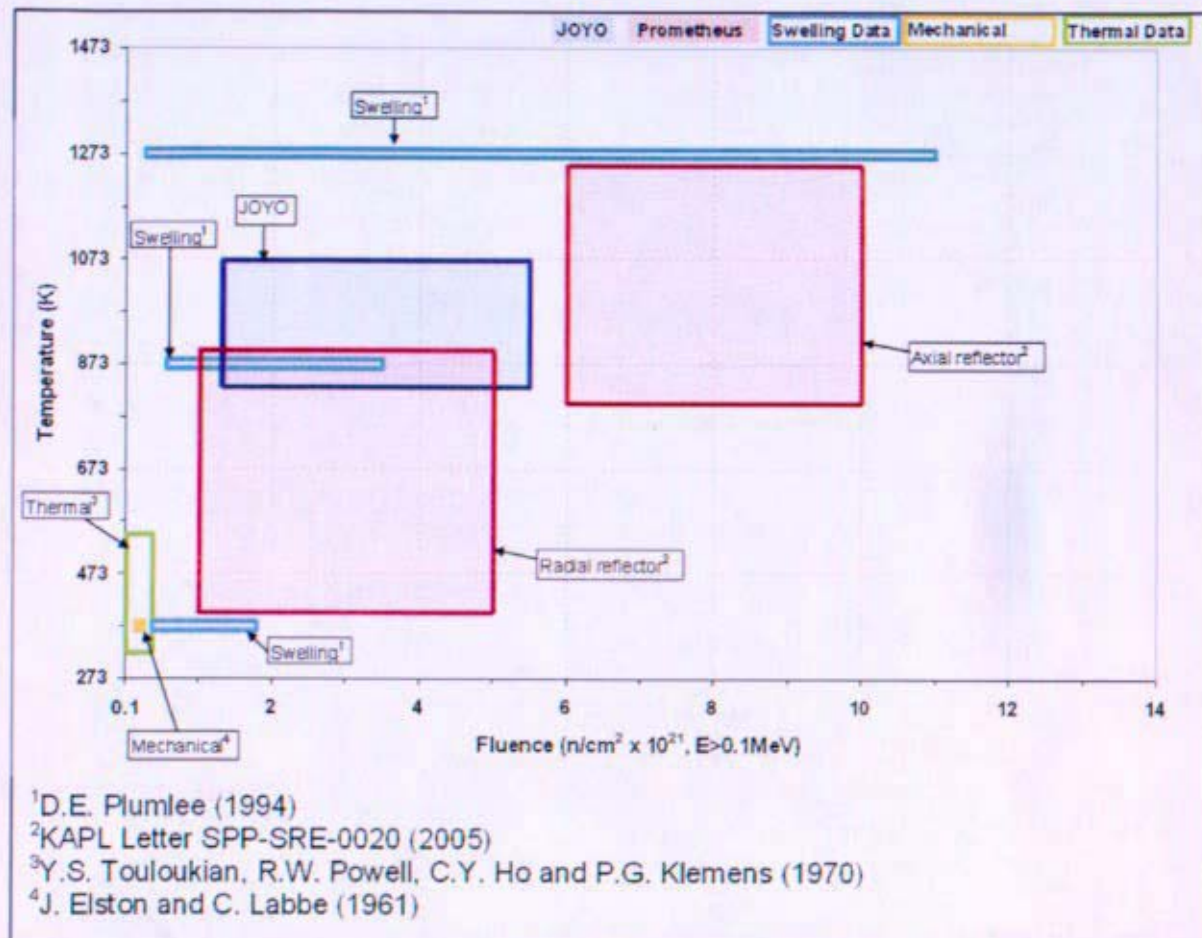 JOYO Prometheus Swelling Data Mechanical Thermal Data
1473
1273
1073
873
673
473
273
Temperature (K)
Swelling¹
JOYO
Swelling¹
Axial reflector²
Thermal³
Radial reflector²
Swelling¹
Mechanical⁴
0.1 2 4 6 8 10 12 14
Fluence (n/cm² x 10²¹, E>0.1MeV)
¹D.E. Plumlee (1994)
²KAPL Letter SPP-SRE-0020 (2005)
³Y.S. Touloukian, R.W. Powell, C.Y. Ho and P.G. Klemens (1970)
⁴J. Elston and C. Labbe (1961)